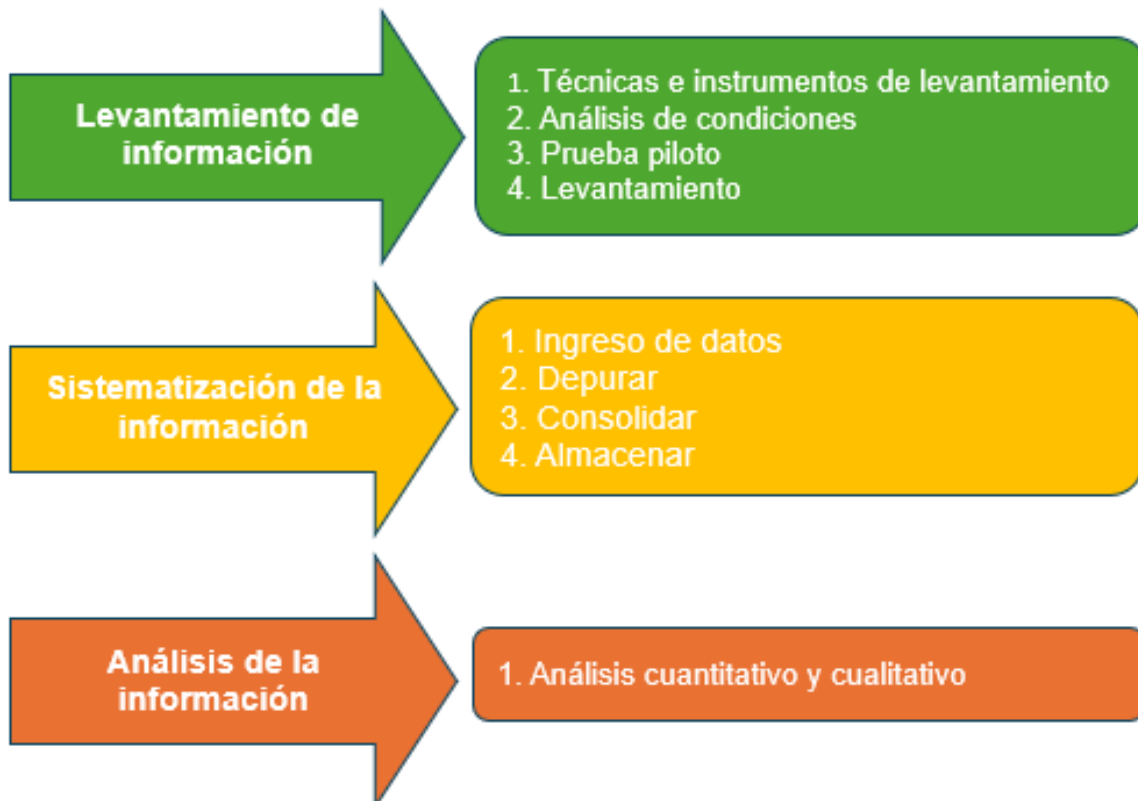 Levantamiento de
información
1. Técnicas e instrumentos de levantamiento
2. Análisis de condiciones
3. Prueba piloto
4. Levantamiento
Sistematización de la
información
1. Ingreso de datos
2. Depurar
3. Consolidar
4. Almacenar
Análisis de la
información
1. Análisis cuantitativo y cualitativo